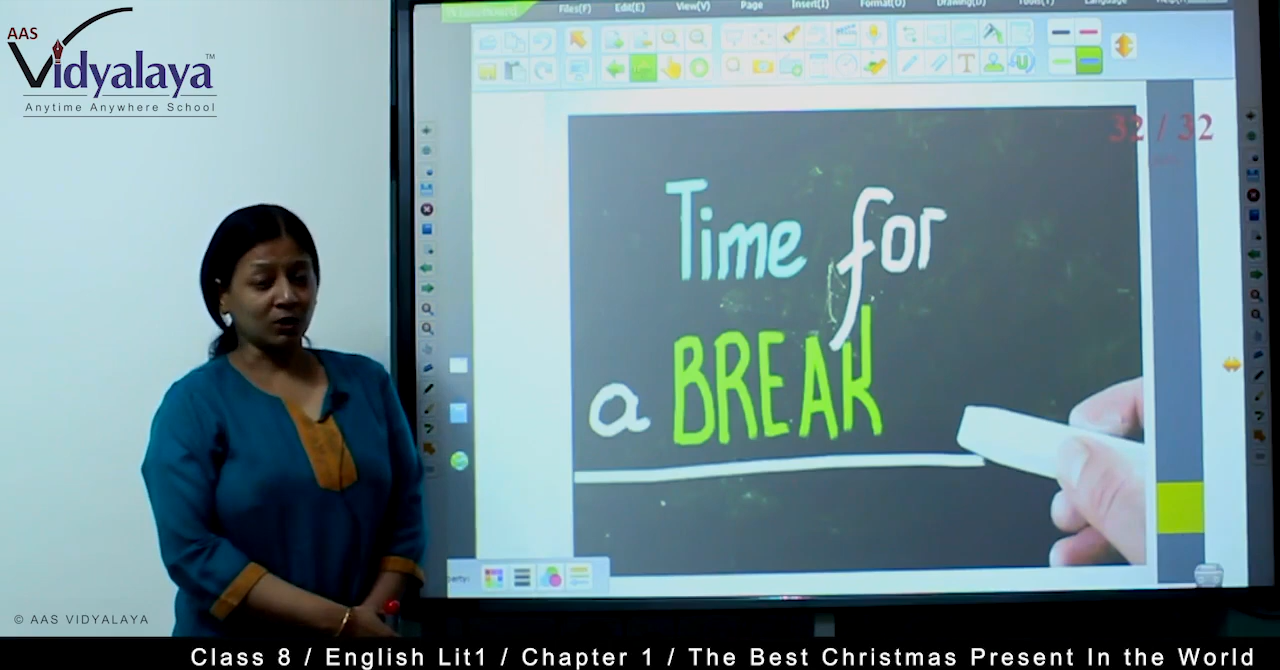 AAS
Vidyalaya™
Anytime Anywhere School
Files(F) Edit(E) View(V) Page Insert(I) Format(O) Drawing(D) Tools(T) Language
32 / 32
Time for
a BREAK
© AAS VIDYALAYA
Class 8 / English Lit1 / Chapter 1 / The Best Christmas Present In the World